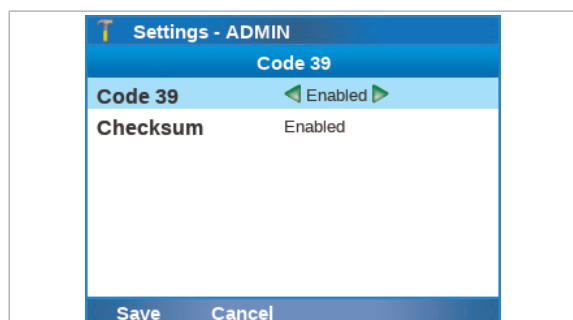 Settings - ADMIN
Code 39
Code 39 Enabled
Checksum Enabled
Save Cancel